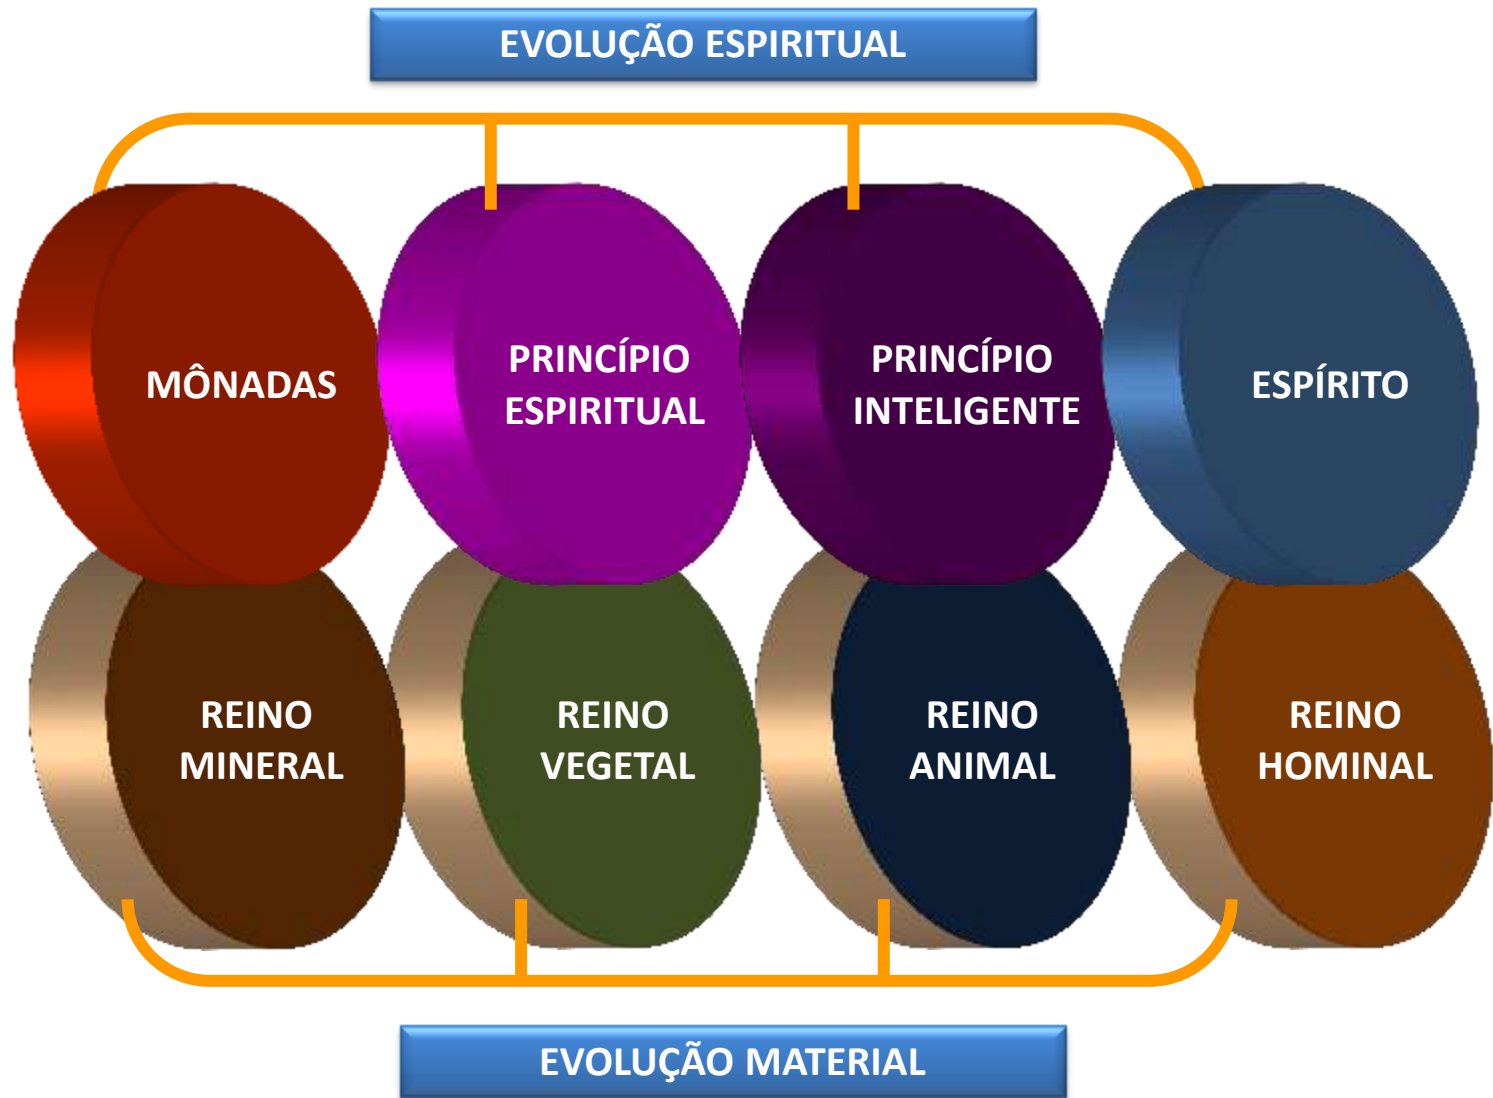 EVOLUÇÃO ESPIRITUAL
MÔNADAS
PRINCÍPIO
ESPIRITUAL
PRINCÍPIO
INTELIGENTE
ESPÍRITO
REINO
MINERAL
REINO
VEGETAL
REINO
ANIMAL
REINO
HOMINAL
EVOLUÇÃO MATERIAL